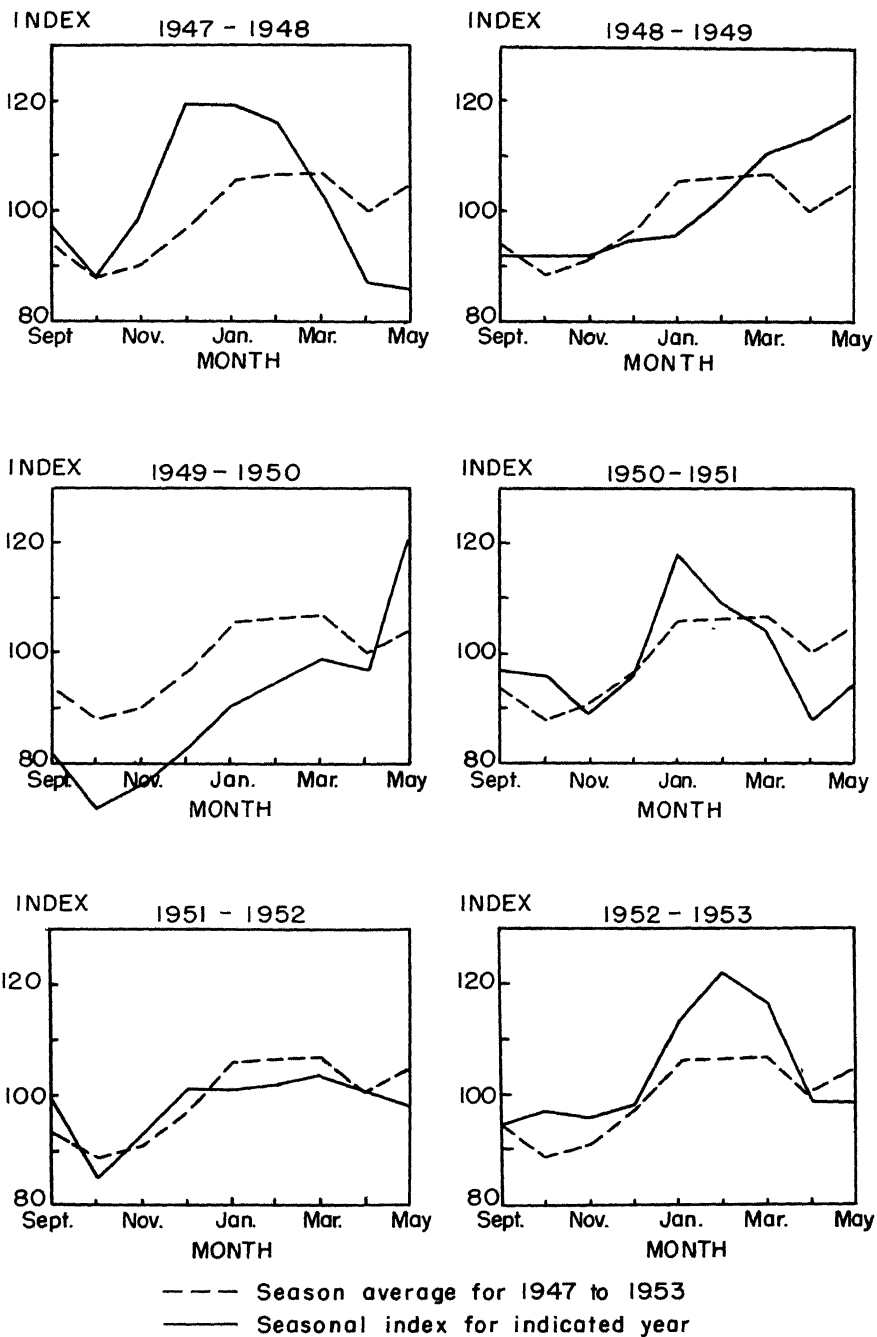 INDEX
1947 - 1948
120
100
80
Sept. Nov. Jan. Mar. May
MONTH
INDEX
1948 - 1949
120
100
80
Sept. Nov. Jan. Mar. May
MONTH
INDEX
1949 - 1950
120
100
80
Sept. Nov. Jan. Mar. May
MONTH
INDEX
1950 - 1951
120
100
80
Sept. Nov. Jan. Mar. May
MONTH
INDEX
1951 - 1952
120
100
80
Sept. Nov. Jan. Mar. May
MONTH
INDEX
1952 - 1953
120
100
80
Sept. Nov. Jan. Mar. May
MONTH
Season average for 1947 to 1953
Seasonal index for indicated year